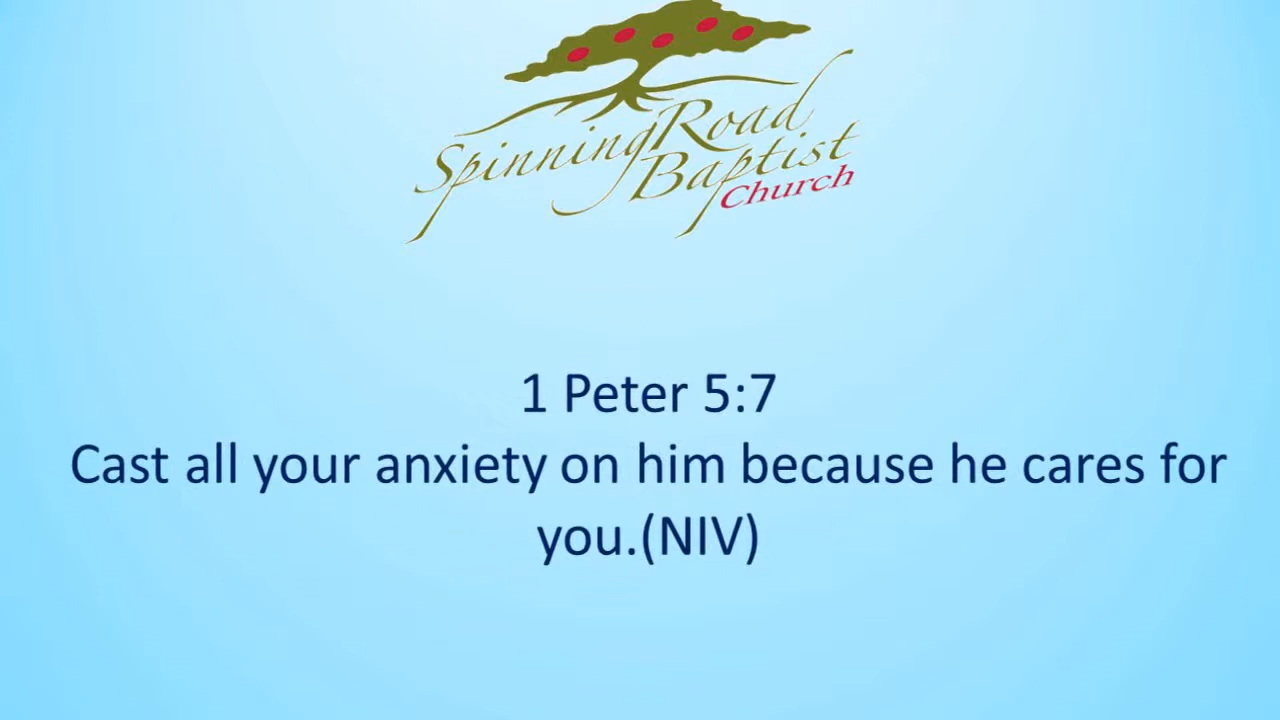 Spinning Road
Baptist
Church
1 Peter 5:7
Cast all your anxiety on him because he cares for
you.(NIV)